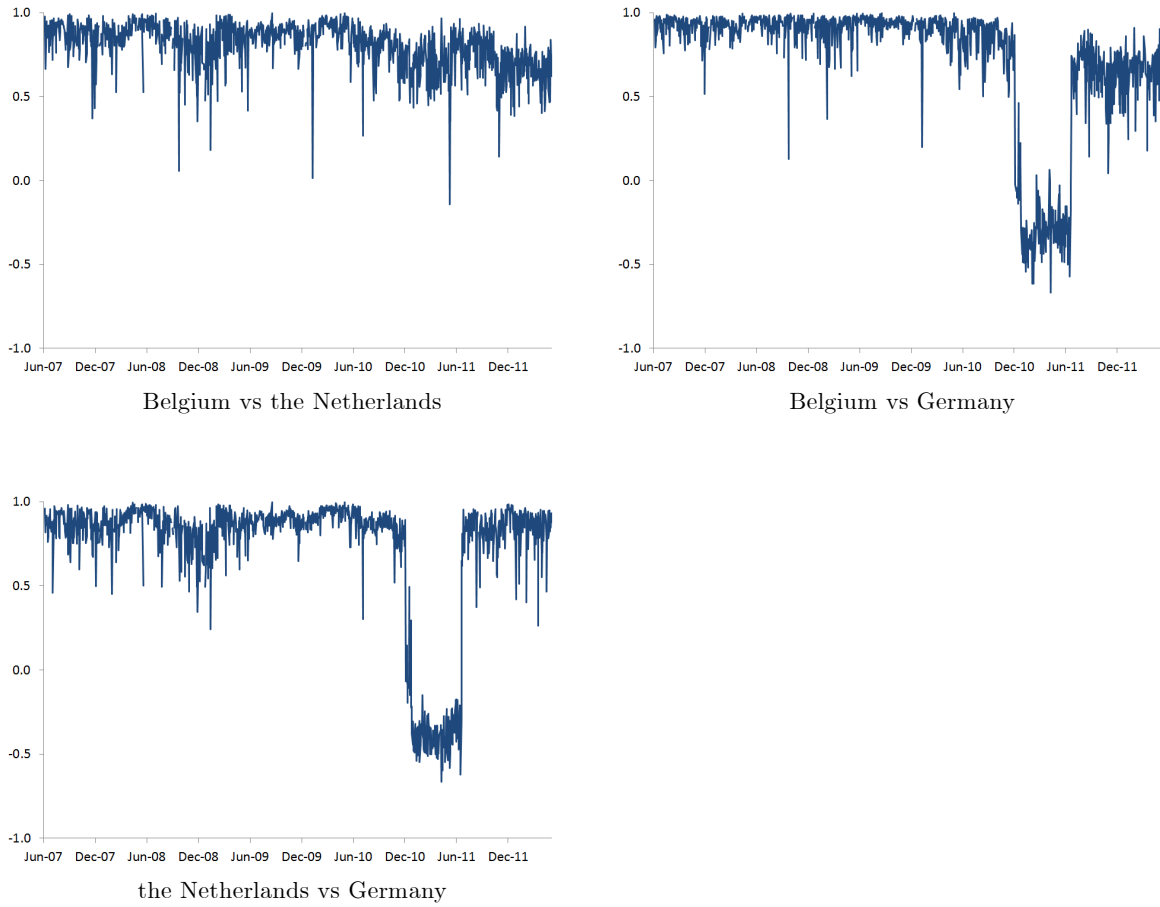 1.0
0.5
0.0
-0.5
-1.0
Jun-07 Dec-07 Jun-08 Dec-08 Jun-09 Dec-09 Jun-10 Dec-10 Jun-11 Dec-11
Belgium vs the Netherlands
1.0
0.5
0.0
-0.5
-1.0
Jun-07 Dec-07 Jun-08 Dec-08 Jun-09 Dec-09 Jun-10 Dec-10 Jun-11 Dec-11
Belgium vs Germany
1.0
0.5
0.0
-0.5
-1.0
Jun-07 Dec-07 Jun-08 Dec-08 Jun-09 Dec-09 Jun-10 Dec-10 Jun-11 Dec-11
the Netherlands vs Germany